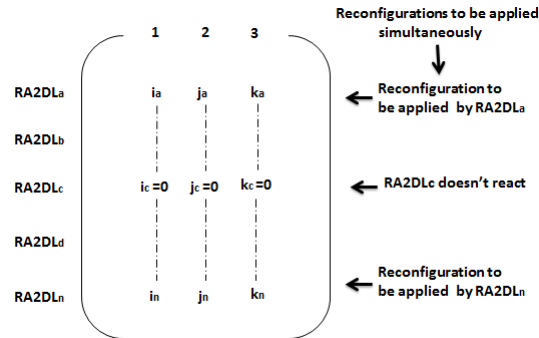 Reconfigurations to be applied
simultaneously
1 2 3
RA2DLa ia ja ka Reconfiguration to
be applied by RA2DLa
RA2DLb
RA2DLc ic =0 jc =0 kc =0 RA2DLc doesn't react
RA2DLd
RA2DLn in jn kn Reconfiguration to
be applied by RA2DLn